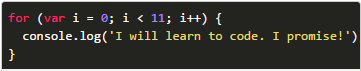 for (var i = 0; i < 11; i++) {
  console.log('I will learn to code. I promise!')
}